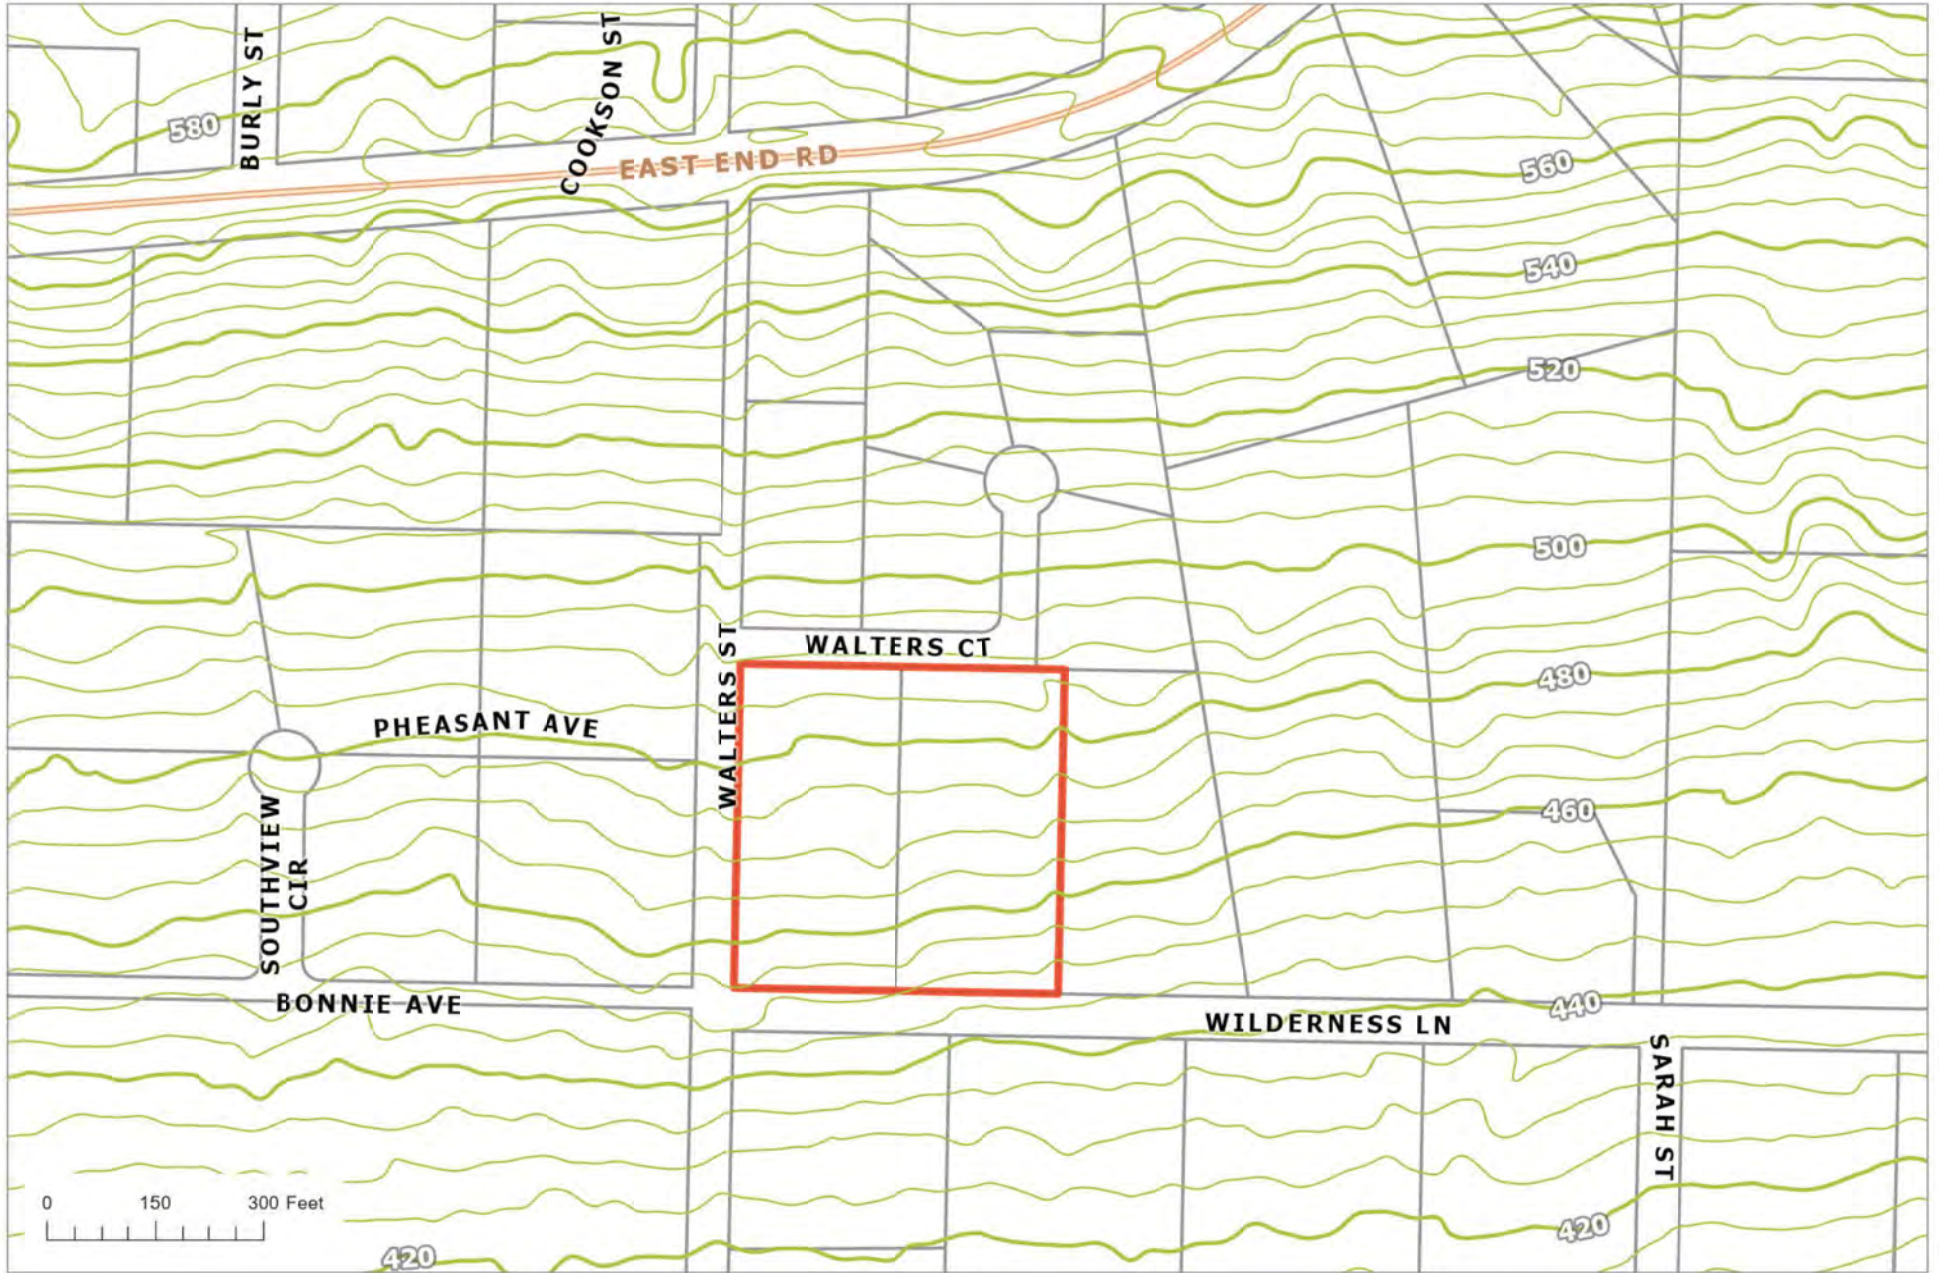 BURLY ST
COOKSON ST
580
EAST END RD
560
540
520
500
WALTERS CT
WALTERS ST
480
PHEASANT AVE
460
SOUTHVIEW
CIR
BONNIE AVE
440
WILDERNESS LN
SARAH ST
0 150 300 Feet
420
420